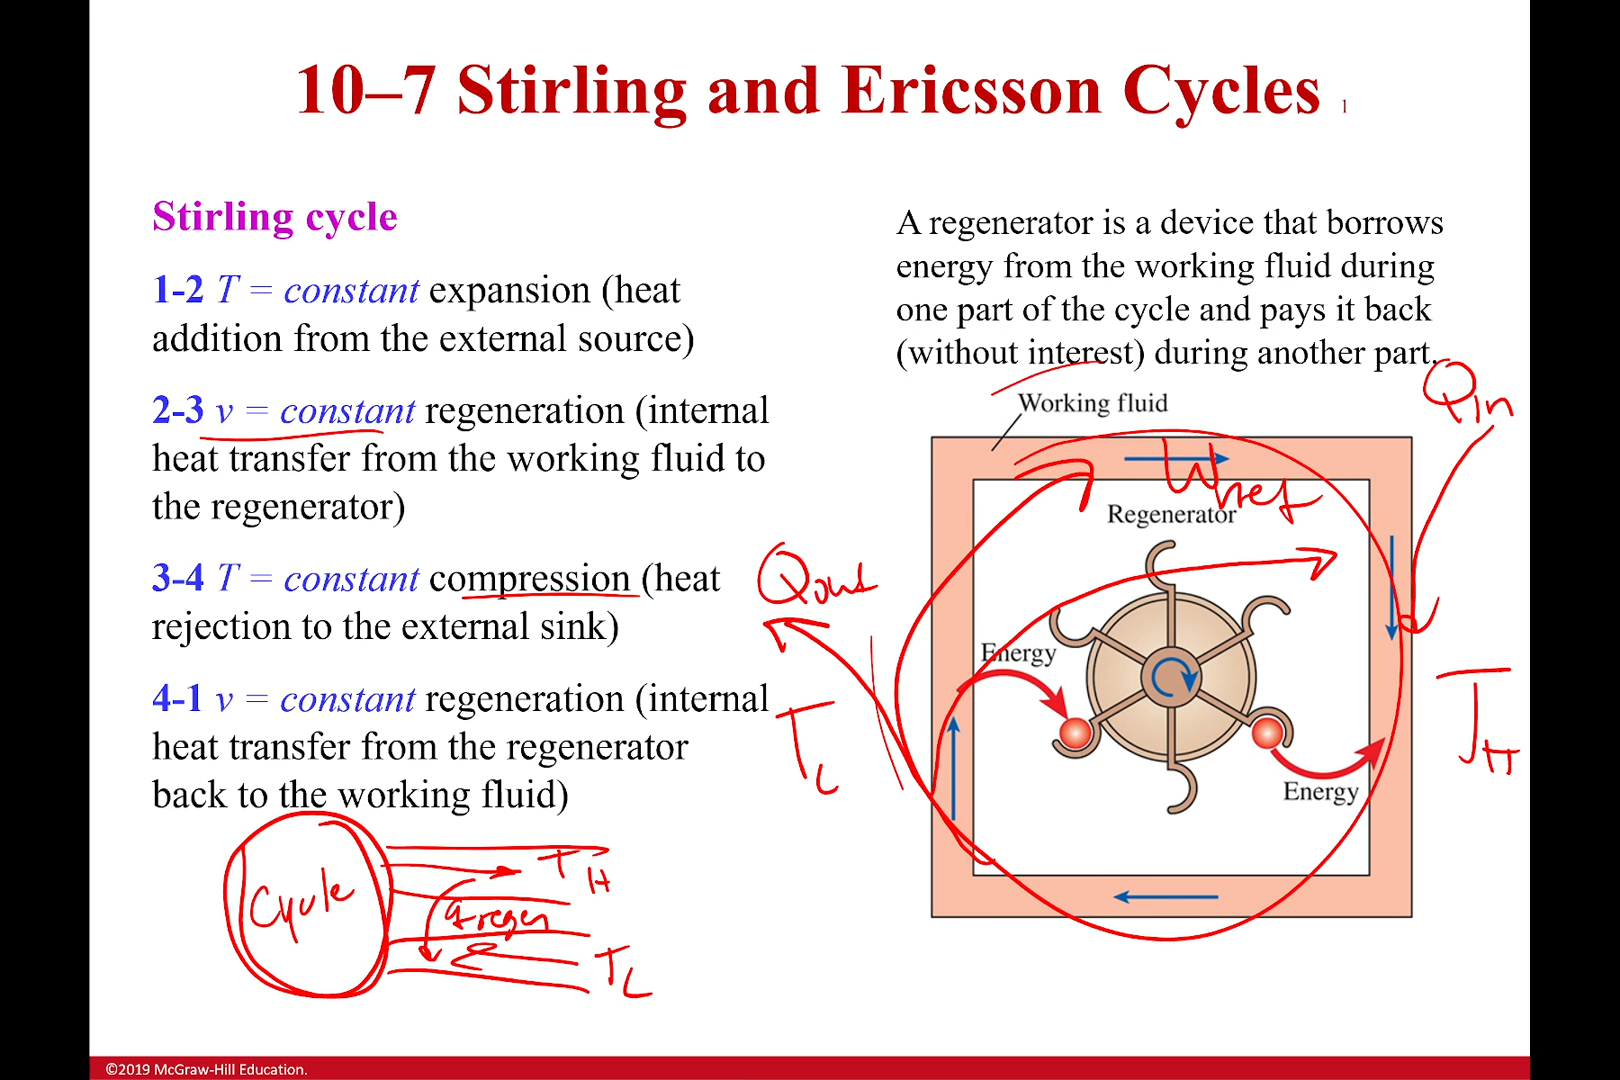 10–7 Stirling and Ericsson Cycles 1
Stirling cycle
1-2 T = constant expansion (heat
addition from the external source)
2-3 v = constant regeneration (internal
heat transfer from the working fluid to
the regenerator)
3-4 T = constant compression (heat
rejection to the external sink)
4-1 v = constant regeneration (internal
heat transfer from the regenerator
back to the working fluid)
Cycle
TH
qregen
TL
A regenerator is a device that borrows
energy from the working fluid during
one part of the cycle and pays it back
(without interest) during another part.
Qin
Working fluid
Wnet
Regenerator
Qout
Energy
TL
TH
Energy
©2019 McGraw-Hill Education.